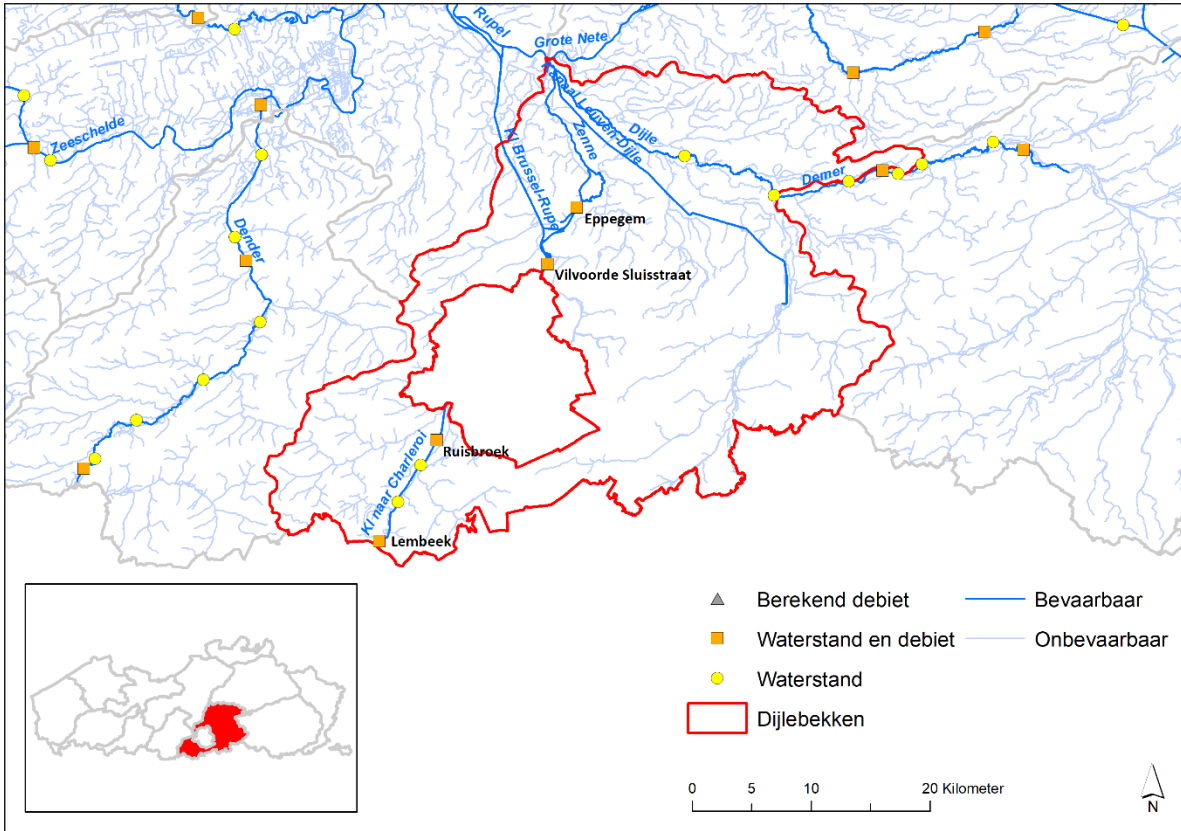 Rupel
Grote Nete
Kanaal Leuven-Dijle
Dijle
Zenne
Kl Brussel-Rupel
Zeeschelde
Demer
Dender
Eppegem
Vilvoorde Sluisstraat
Kl naar Charleroi
Ruisbroek
Lembeek
Berekend debiet
Bevaarbaar
Waterstand en debiet
Onbevaarbaar
Waterstand
Dijlebekken
0 5 10 20 Kilometer
N